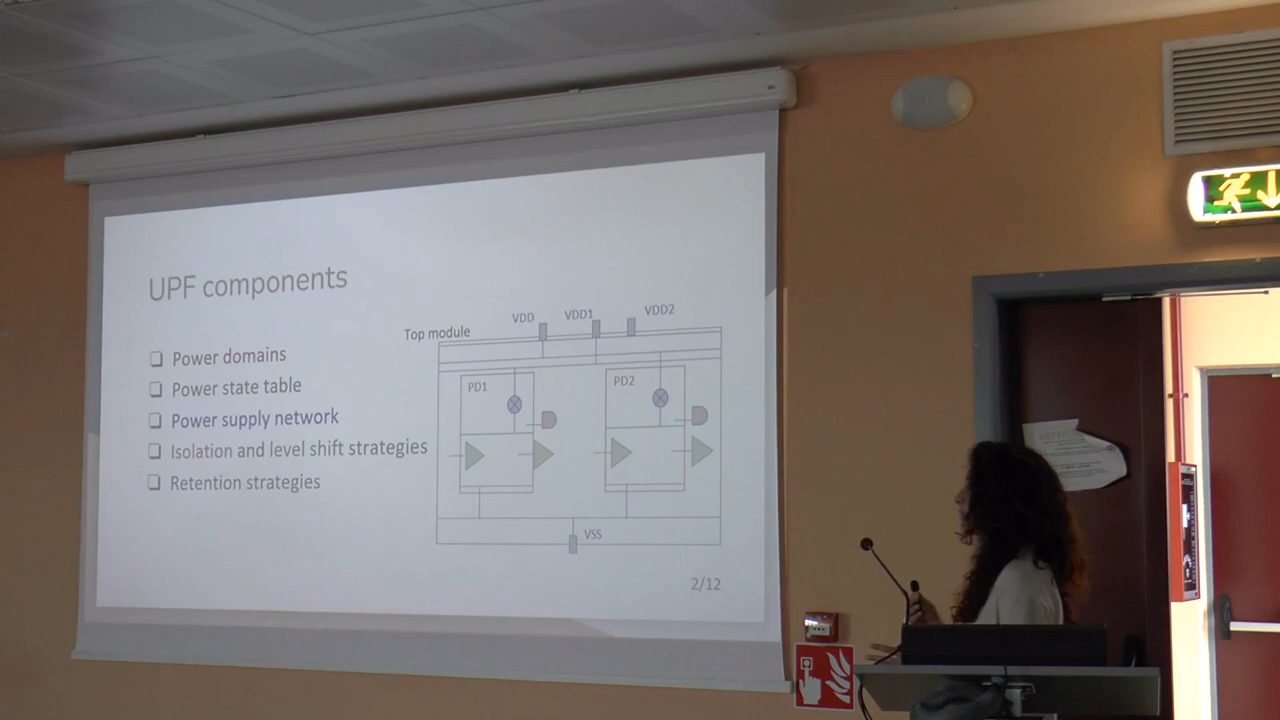 UPF components
Power domains
Power state table
Power supply network
Isolation and level shift strategies
Retention strategies
Top module
VDD
VDD1
VDD2
PD1
PD2
VSS
2/12